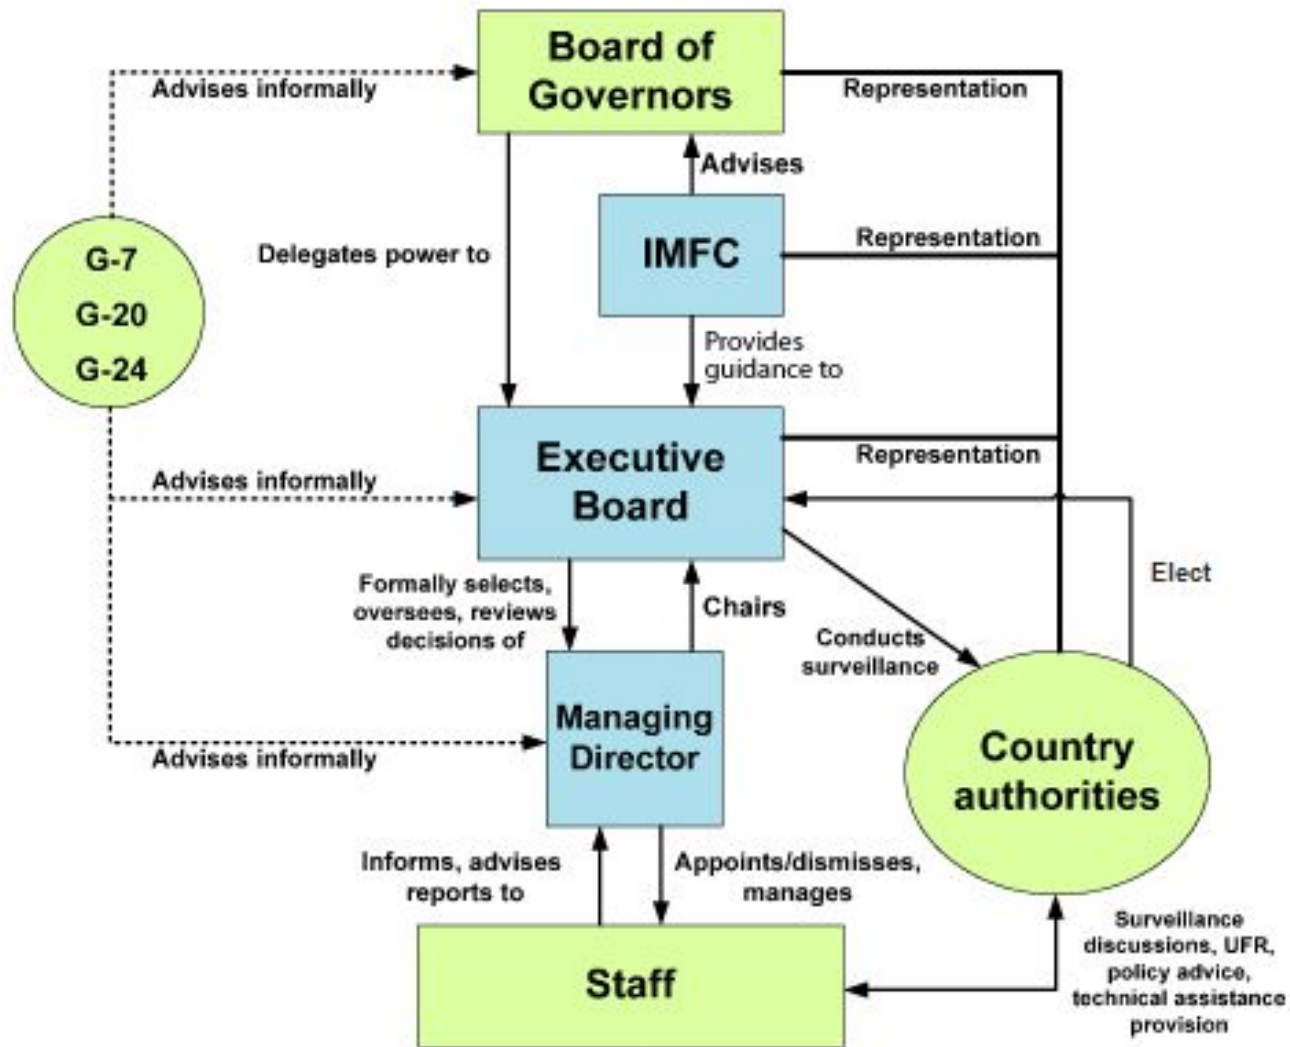 Board of
Governors
Advises informally
Representation
Advises
IMFC
Representation
Delegates power to
G-7
G-20
G-24
Provides
guidance to
Executive
Board
Representation
Advises informally
Elect
Formally selects,
oversees, reviews
decisions of
Chairs
Conducts
surveillance
Managing
Director
Advises informally
Country
authorities
Informs, advises
reports to
Appoints/dismisses,
manages
Staff
Surveillance
discussions, UFR,
policy advice,
technical assistance
provision